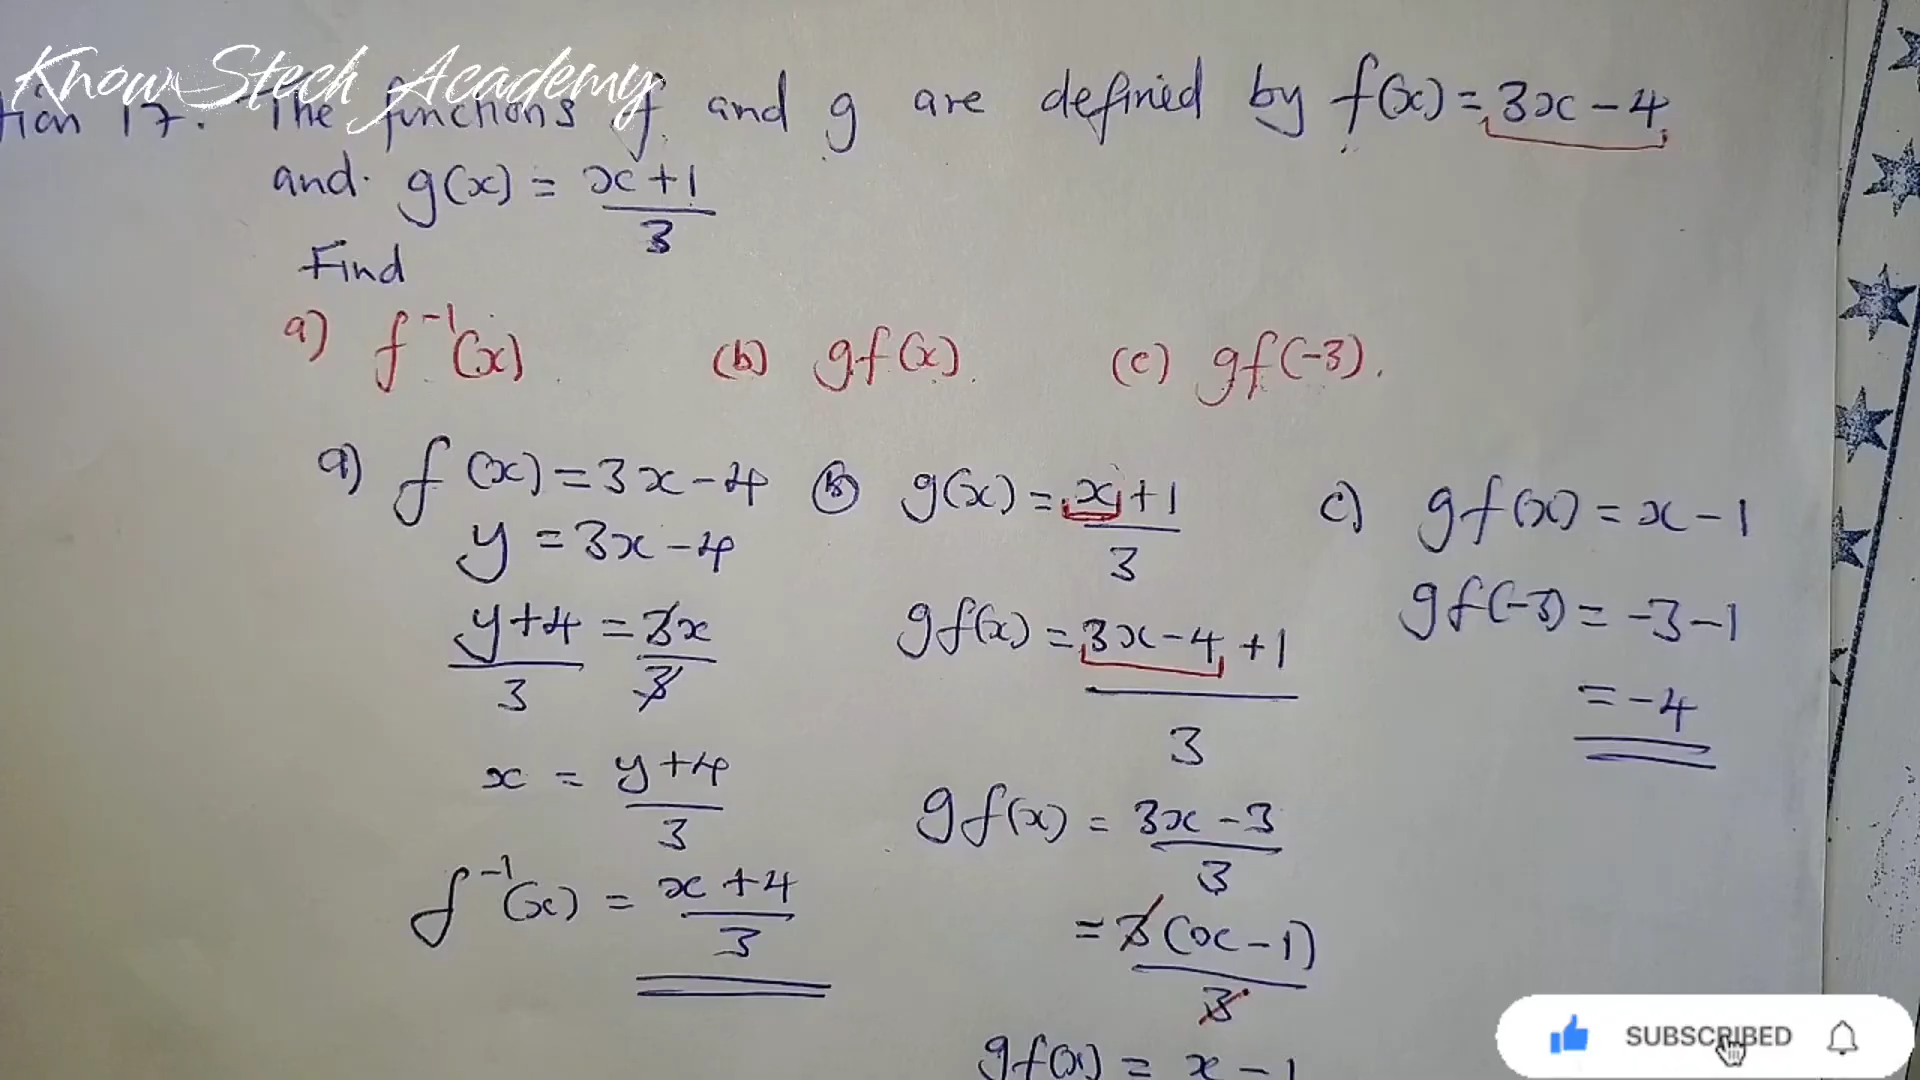 Know Stech Academy
tion 17. The functions f and g are defined by f(x) = 3x - 4
and g(x) = (x + 1)/3
Find
a) f⁻¹(x) (b) gf(x). (c) gf(-3).
a) f(x) = 3x - 4
y = 3x - 4
(y + 4)/3 = 3x/3
x = (y + 4)/3
f⁻¹(x) = (x + 4)/3
(b) g(x) = (x + 1)/3
gf(x) = (3x - 4 + 1)/3
gf(x) = (3x - 3)/3
= 3(x - 1)/3
gf(x) = x - 1
c) gf(x) = x - 1
gf(-3) = -3 - 1
= -4
SUBSCRIBED